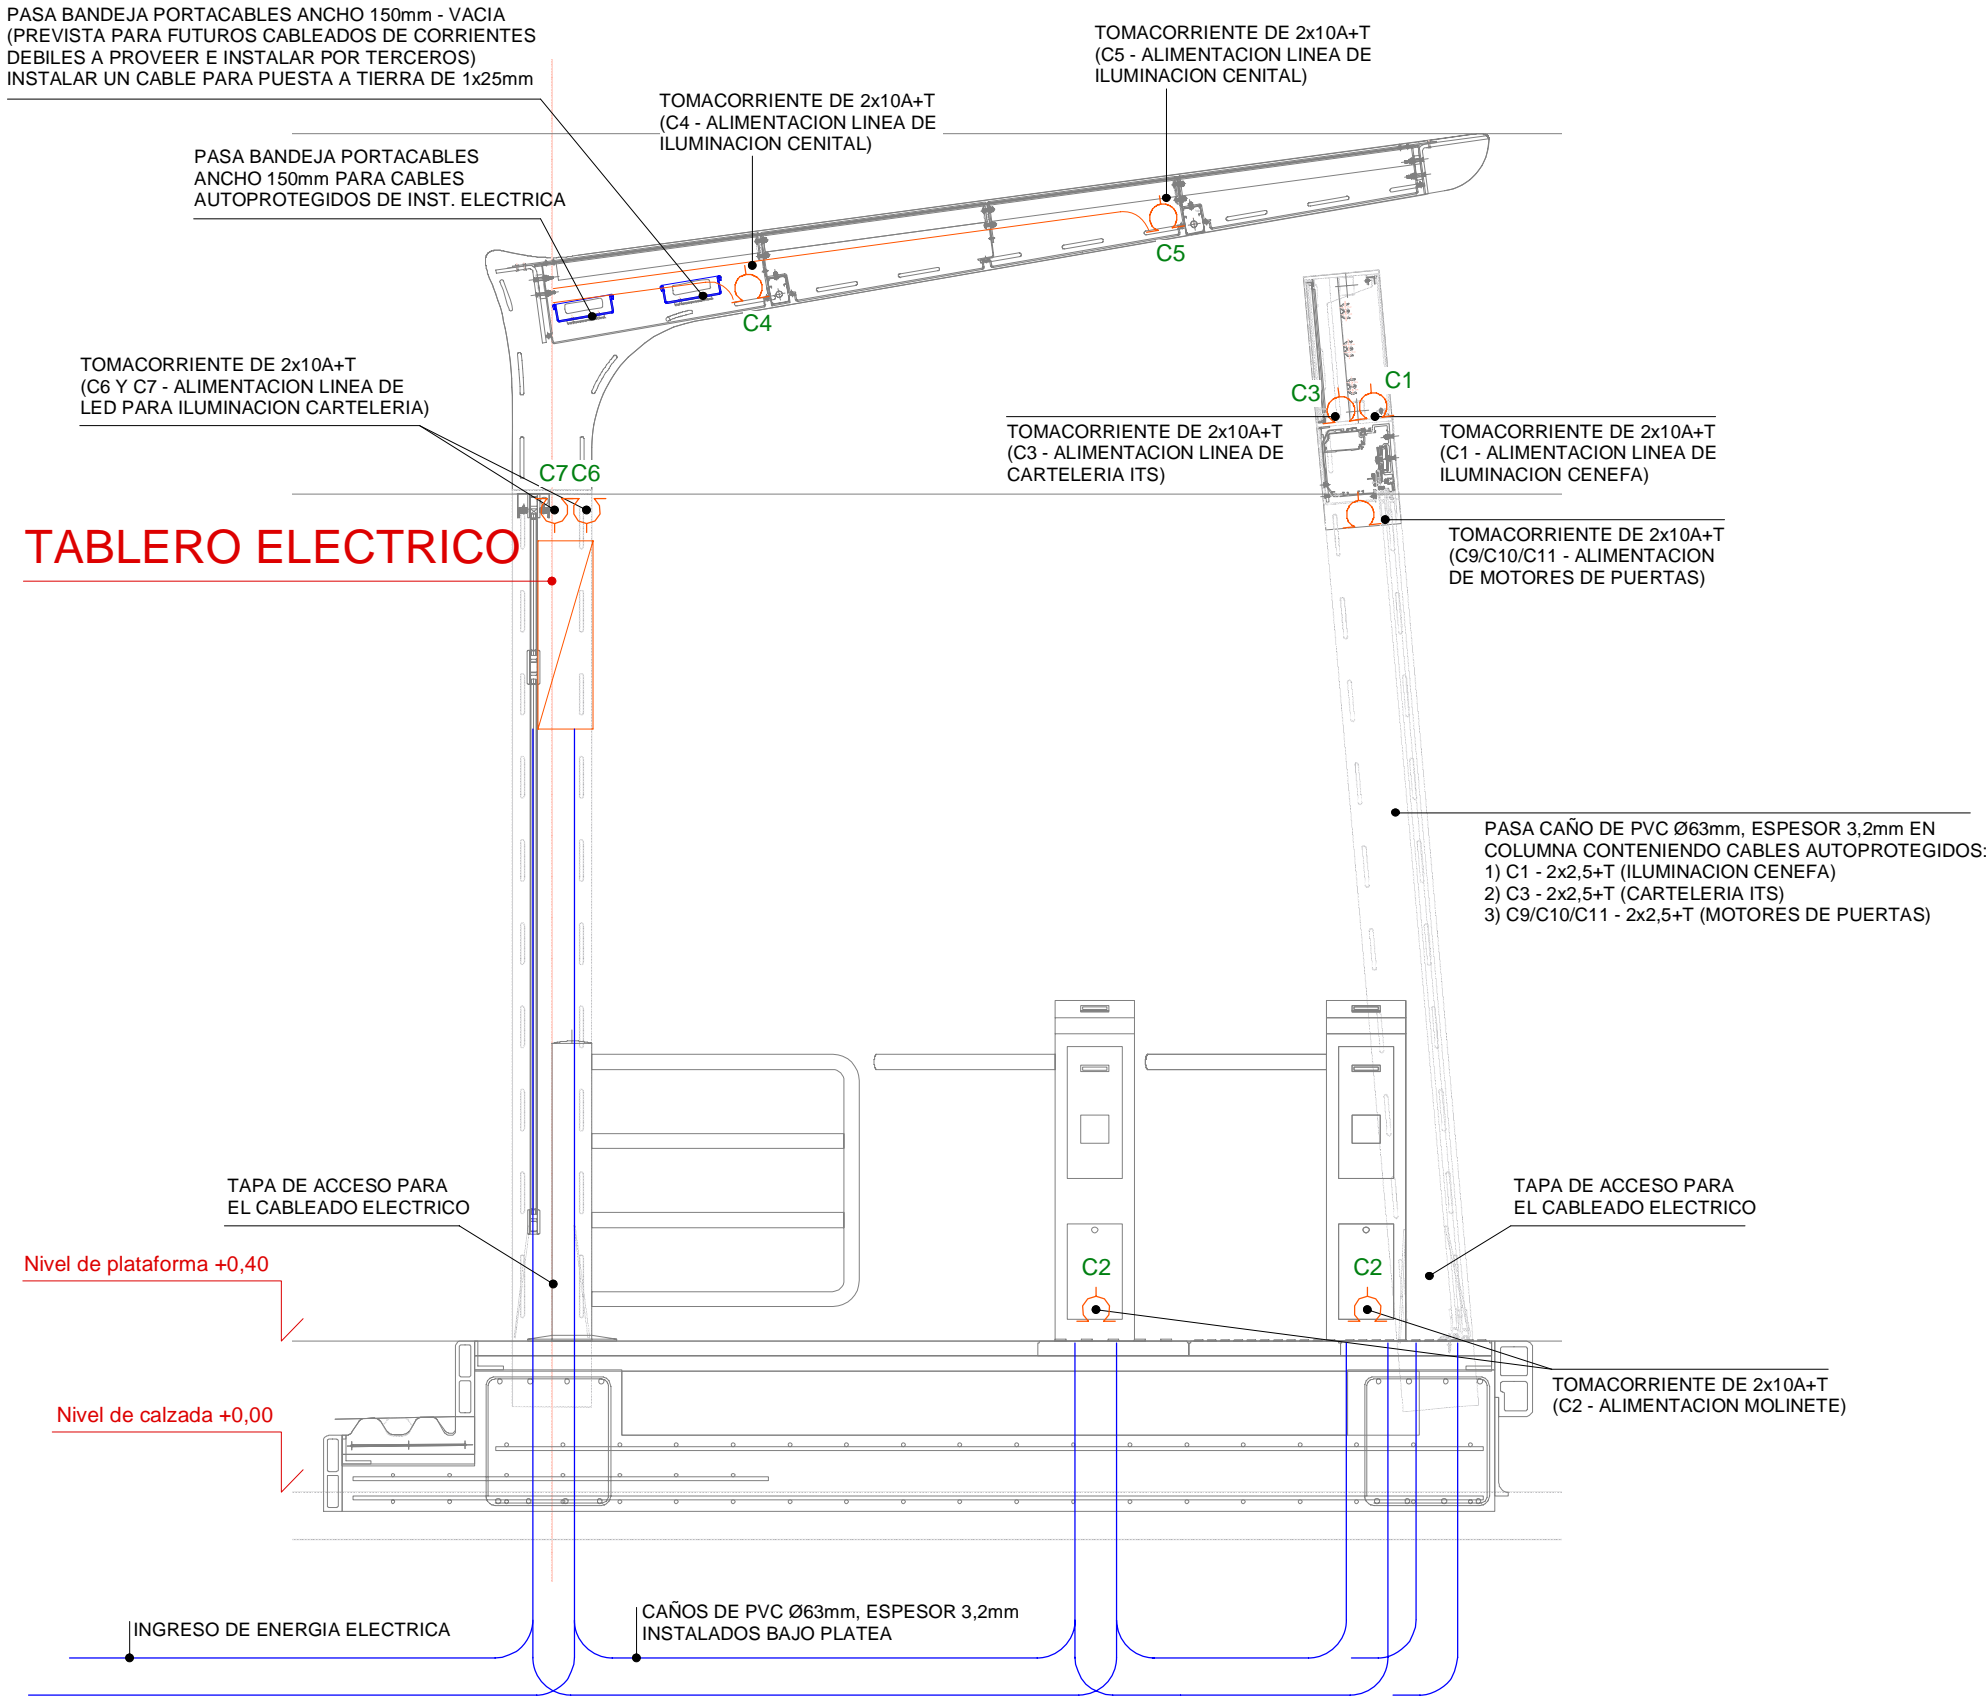 PASA BANDEJA PORTACABLES ANCHO 150mm - VACIA
(PREVISTA PARA FUTUROS CABLEADOS DE CORRIENTES
DEBILES A PROVEER E INSTALAR POR TERCEROS)
INSTALAR UN CABLE PARA PUESTA A TIERRA DE 1x25mm
TOMACORRIENTE DE 2x10A+T
(C5 - ALIMENTACION LINEA DE
ILUMINACION CENITAL)
TOMACORRIENTE DE 2x10A+T
(C4 - ALIMENTACION LINEA DE
ILUMINACION CENITAL)
PASA BANDEJA PORTACABLES
ANCHO 150mm PARA CABLES
AUTOPROTEGIDOS DE INST. ELECTRICA
C5
C4
TOMACORRIENTE DE 2x10A+T
(C6 Y C7 - ALIMENTACION LINEA DE
LED PARA ILUMINACION CARTELERIA)
C3
C1
TOMACORRIENTE DE 2x10A+T
(C3 - ALIMENTACION LINEA DE
CARTELERIA ITS)
TOMACORRIENTE DE 2x10A+T
(C1 - ALIMENTACION LINEA DE
ILUMINACION CENEFA)
C7
C6
TABLERO ELECTRICO
TOMACORRIENTE DE 2x10A+T
(C9/C10/C11 - ALIMENTACION
DE MOTORES DE PUERTAS)
PASA CAÑO DE PVC Ø63mm, ESPESOR 3,2mm EN
COLUMNA CONTENIENDO CABLES AUTOPROTEGIDOS:
1) C1 - 2x2,5+T (ILUMINACION CENEFA)
2) C3 - 2x2,5+T (CARTELERIA ITS)
3) C9/C10/C11 - 2x2,5+T (MOTORES DE PUERTAS)
TAPA DE ACCESO PARA
EL CABLEADO ELECTRICO
TAPA DE ACCESO PARA
EL CABLEADO ELECTRICO
Nivel de plataforma +0,40
C2
C2
TOMACORRIENTE DE 2x10A+T
(C2 - ALIMENTACION MOLINETE)
Nivel de calzada +0,00
INGRESO DE ENERGIA ELECTRICA
CAÑOS DE PVC Ø63mm, ESPESOR 3,2mm
INSTALADOS BAJO PLATEA